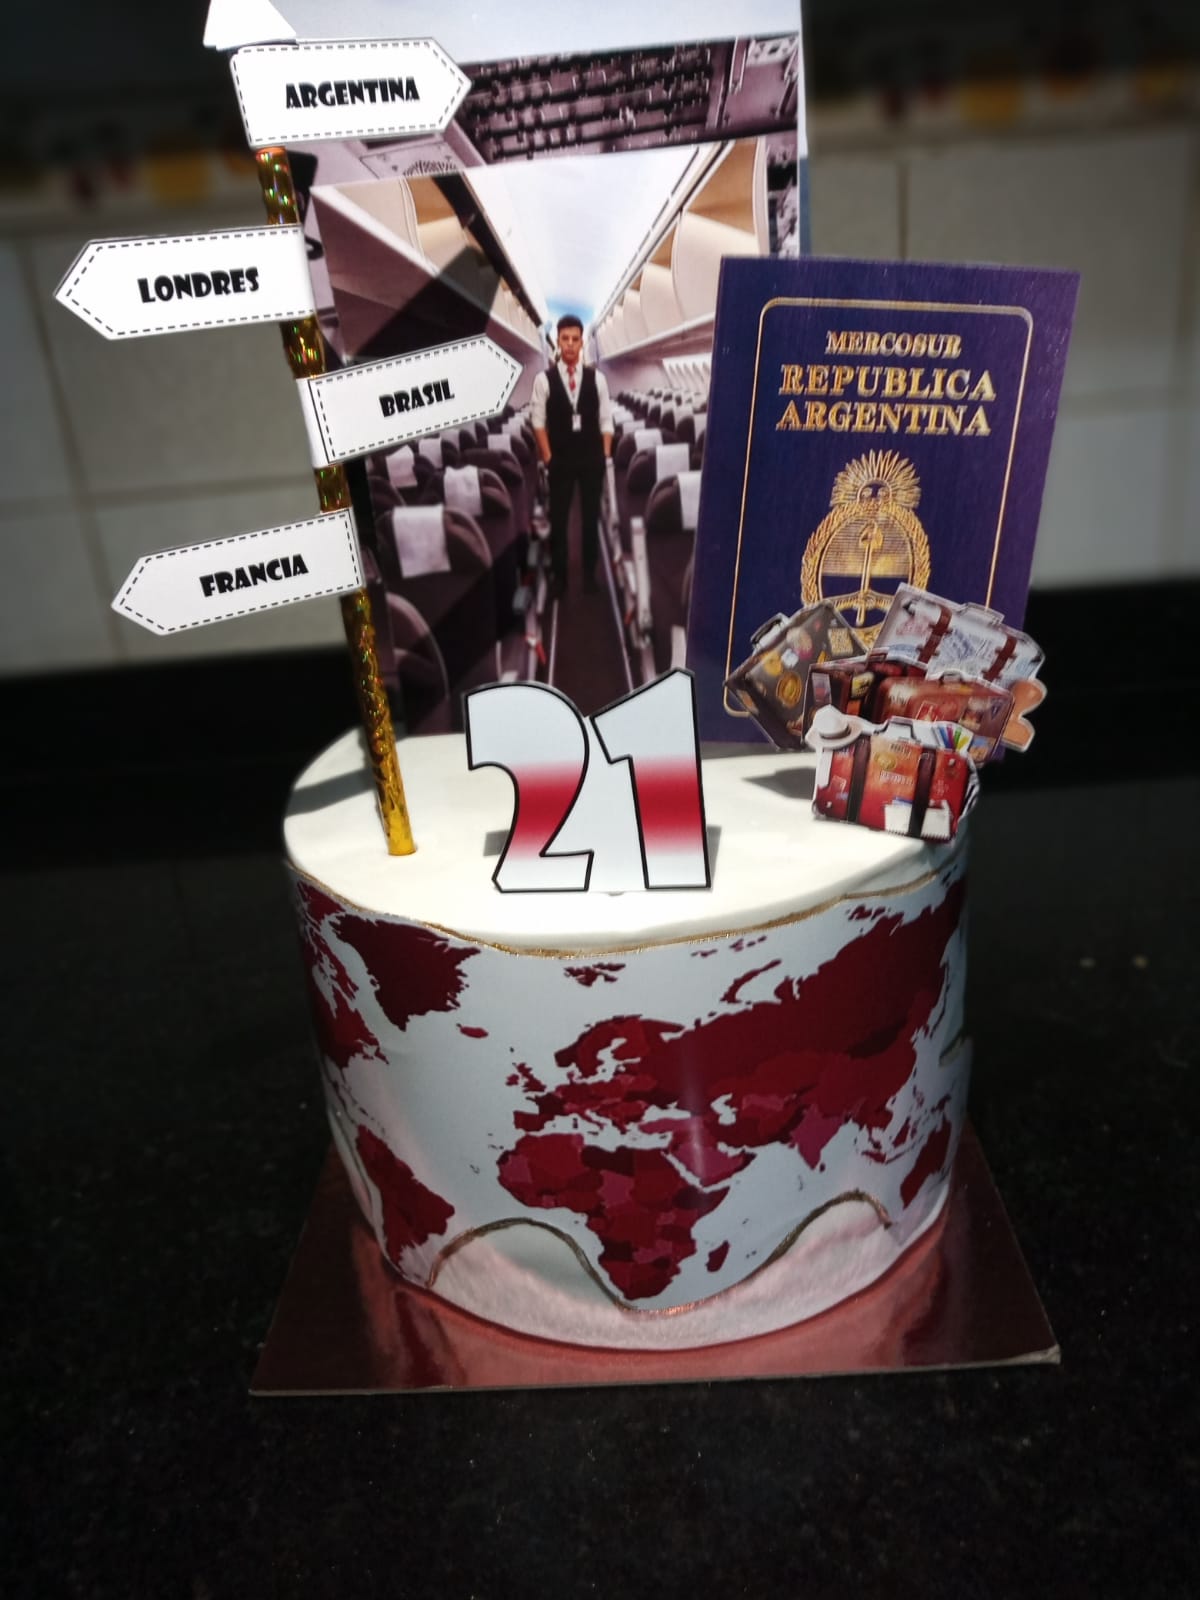 ARGENTINA
LONDRES
BRASIL
FRANCIA
MERCOSUR
REPUBLICA
ARGENTINA
21